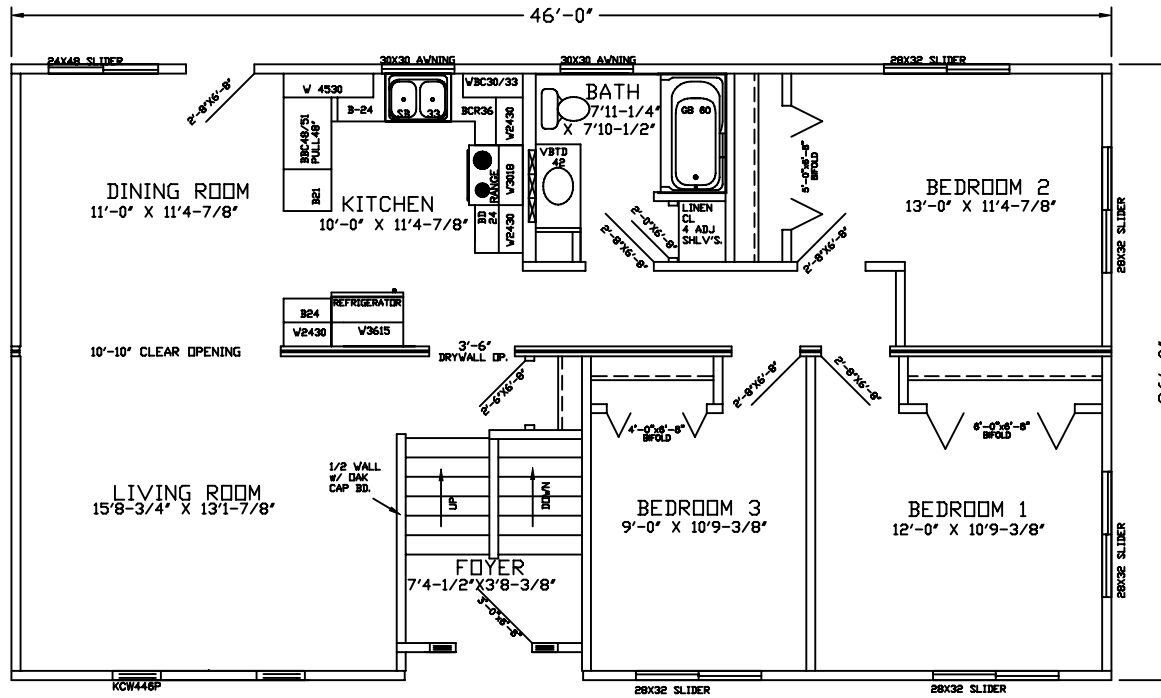 46'-0"
24X48 SLIDER
30X30 AWNING
30X30 AWNING
28X32 SLIDER
2'-8"X6'-8"
W 4530
B-24
SB 33
WBC30/33
BCR36
W2430
BBC48/51
PULL48"
B21
RANGE
W3018
BD
24
W2430
BATH
7'11-1/4"
X 7'10-1/2"
VBTD
42
GB 60
LINEN
CL
4 ADJ
SHLV'S.
2'-0"X6'-8"
2'-8"X6'-8"
5'-0"X6'-8"
BIFOLD
2'-8"X6'-8"
DINING ROOM
11'-0" X 11'4-7/8"
KITCHEN
10'-0" X 11'4-7/8"
BEDROOM 2
13'-0" X 11'4-7/8"
28X32 SLIDER
B24
REFRIGERATOR
W2430
W3615
10'-10" CLEAR OPENING
3'-6"
DRYWALL OP.
2'-6"X6'-8"
2'-8"X6'-8"
2'-8"X6'-8"
4'-0"X6'-8"
BIFOLD
6'-0"X6'-8"
BIFOLD
1/2 WALL
W/ OAK
CAP BD.
UP
DOWN
LIVING ROOM
15'8-3/4" X 13'1-7/8"
BEDROOM 3
9'-0" X 10'9-3/8"
BEDROOM 1
12'-0" X 10'9-3/8"
28X32 SLIDER
FOYER
7'4-1/2"X3'8-3/8"
3'-0"X6'-8"
KCW446P
28X32 SLIDER
28X32 SLIDER